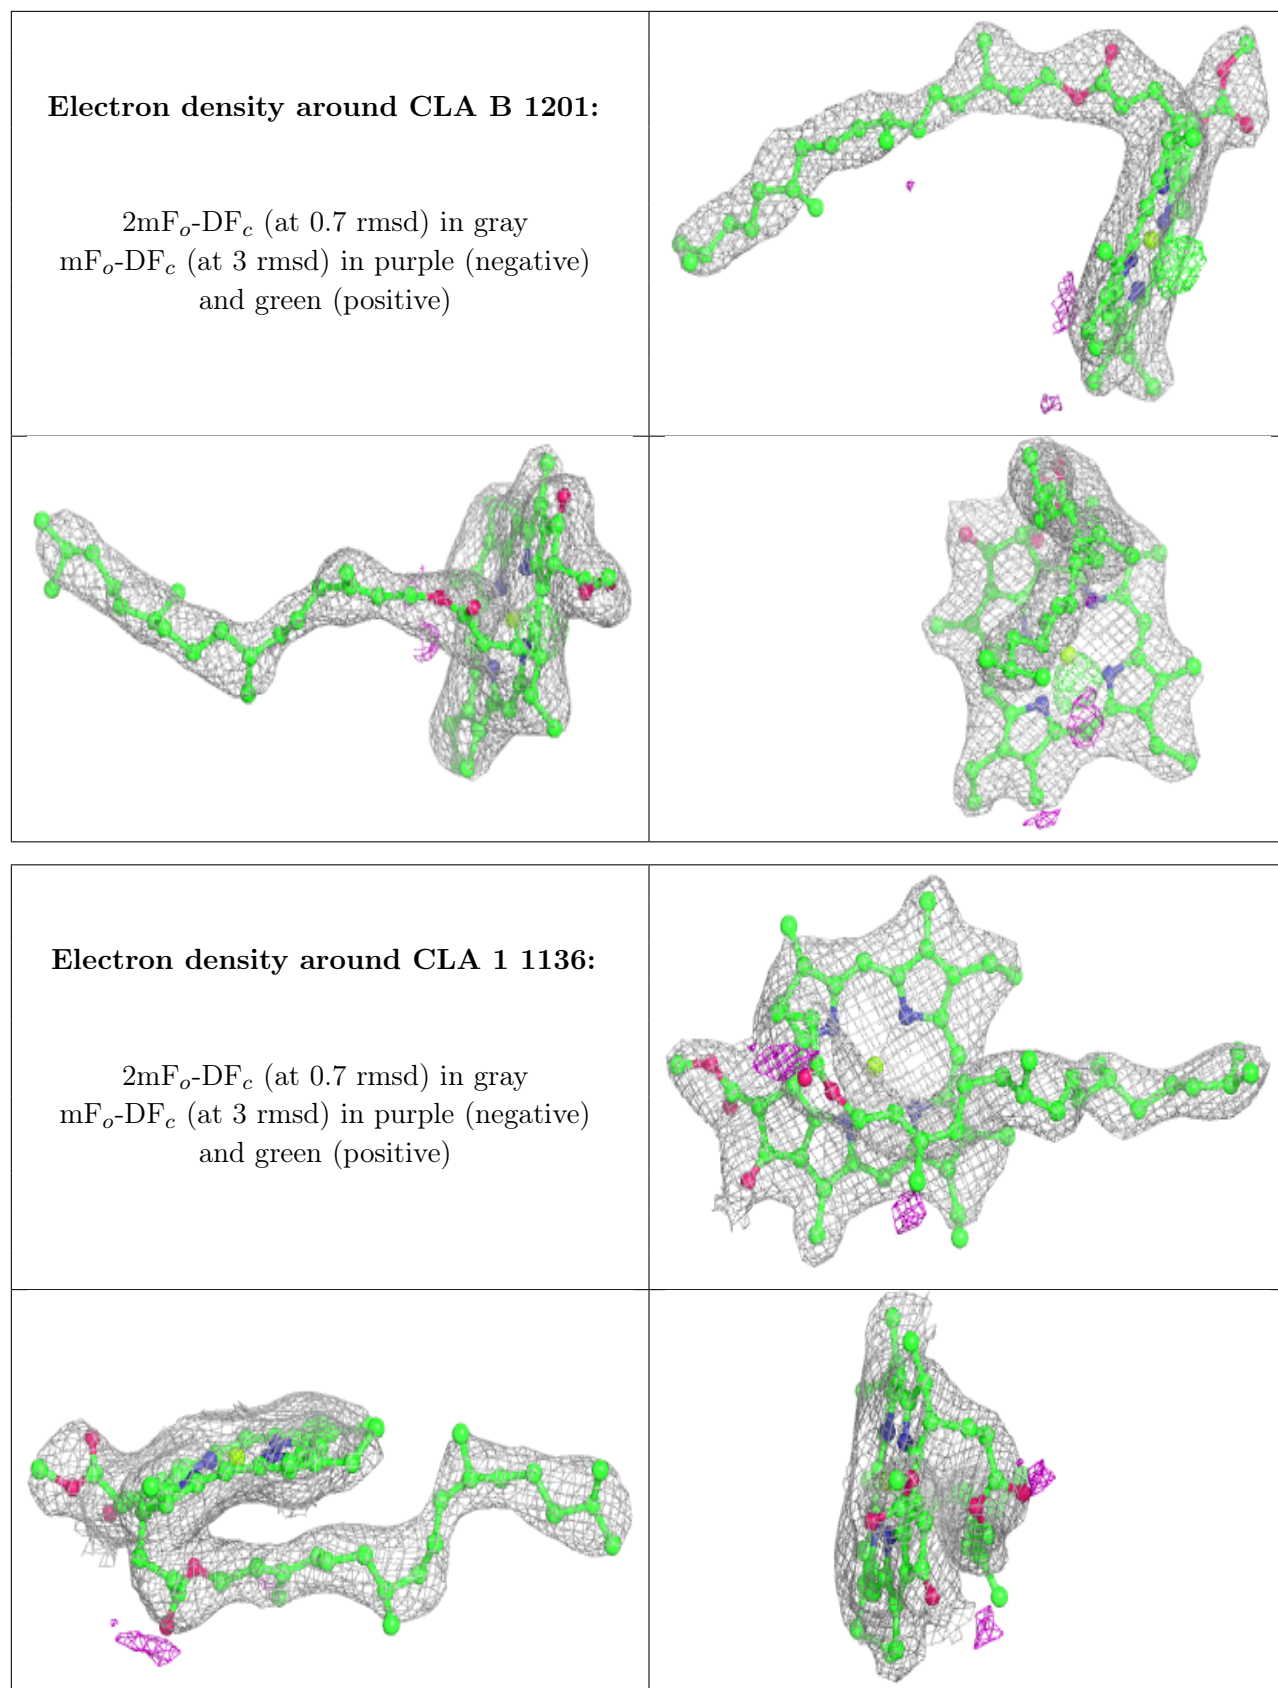 Electron density around CLA B 1201:
2mFo-DFc (at 0.7 rmsd) in gray
mFo-DFc (at 3 rmsd) in purple (negative)
and green (positive)
Electron density around CLA 1 1136:
2mFo-DFc (at 0.7 rmsd) in gray
mFo-DFc (at 3 rmsd) in purple (negative)
and green (positive)